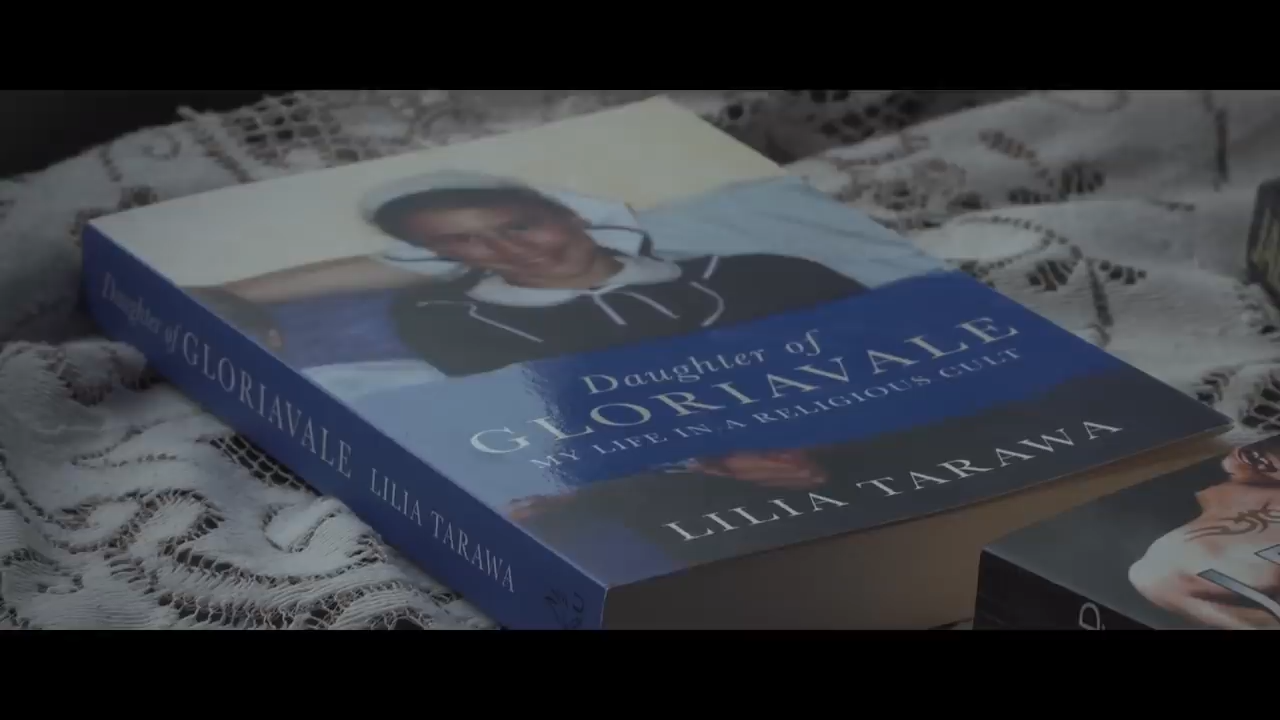 Daughter of
GLORIAVALE
MY LIFE IN A RELIGIOUS CULT
LILIA TARAWA
Daughter of GLORIAVALE LILIA TARAWA